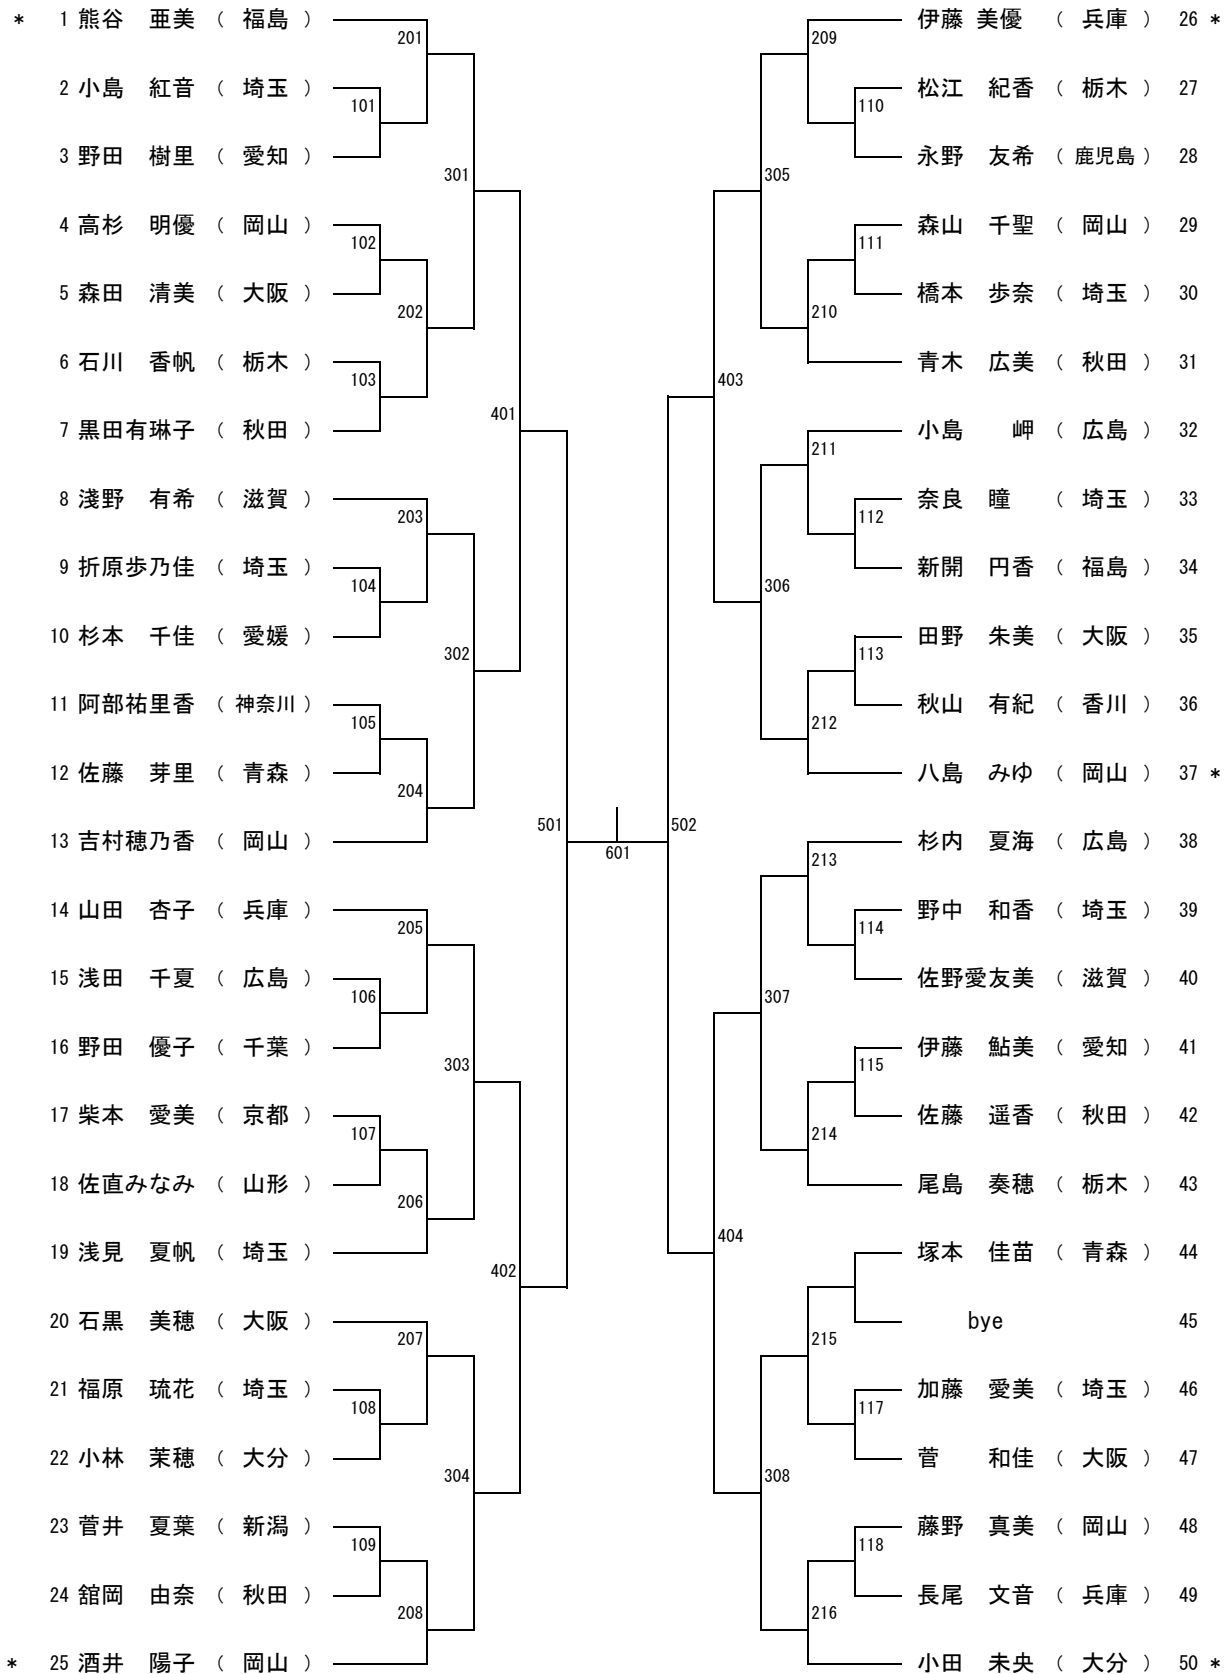 * 1 熊谷 亜美 ( 福島 )
201
2 小島 紅音 ( 埼玉 )
101
3 野田 樹里 ( 愛知 )
301
4 高杉 明優 ( 岡山 )
102
5 森田 清美 ( 大阪 )
202
6 石川 香帆 ( 栃木 )
103
7 黒田有琳子 ( 秋田 )
401
8 淺野 有希 ( 滋賀 )
203
9 折原歩乃佳 ( 埼玉 )
104
10 杉本 千佳 ( 愛媛 )
302
11 阿部祐里香 ( 神奈川 )
105
12 佐藤 芽里 ( 青森 )
204
13 吉村穂乃香 ( 岡山 )
501
14 山田 杏子 ( 兵庫 )
205
15 浅田 千夏 ( 広島 )
106
16 野田 優子 ( 千葉 )
303
17 柴本 愛美 ( 京都 )
107
18 佐直みなみ ( 山形 )
206
19 浅見 夏帆 ( 埼玉 )
402
20 石黒 美穂 ( 大阪 )
207
21 福原 琉花 ( 埼玉 )
108
22 小林 茉穂 ( 大分 )
304
23 菅井 夏葉 ( 新潟 )
109
24 舘岡 由奈 ( 秋田 )
208
* 25 酒井 陽子 ( 岡山 )
601
伊藤 美優 ( 兵庫 ) 26 *
209
松江 紀香 ( 栃木 ) 27
110
永野 友希 ( 鹿児島 ) 28
305
森山 千聖 ( 岡山 ) 29
111
橋本 歩奈 ( 埼玉 ) 30
210
青木 広美 ( 秋田 ) 31
403
小島 岬 ( 広島 ) 32
211
奈良 瞳 ( 埼玉 ) 33
112
新開 円香 ( 福島 ) 34
306
田野 朱美 ( 大阪 ) 35
113
秋山 有紀 ( 香川 ) 36
212
八島 みゆ ( 岡山 ) 37 *
502
杉内 夏海 ( 広島 ) 38
213
野中 和香 ( 埼玉 ) 39
114
佐野愛友美 ( 滋賀 ) 40
307
伊藤 鮎美 ( 愛知 ) 41
115
佐藤 遥香 ( 秋田 ) 42
214
尾島 奏穂 ( 栃木 ) 43
404
塚本 佳苗 ( 青森 ) 44
bye 45
215
加藤 愛美 ( 埼玉 ) 46
117
菅 和佳 ( 大阪 ) 47
308
藤野 真美 ( 岡山 ) 48
118
長尾 文音 ( 兵庫 ) 49
216
小田 未央 ( 大分 ) 50 *